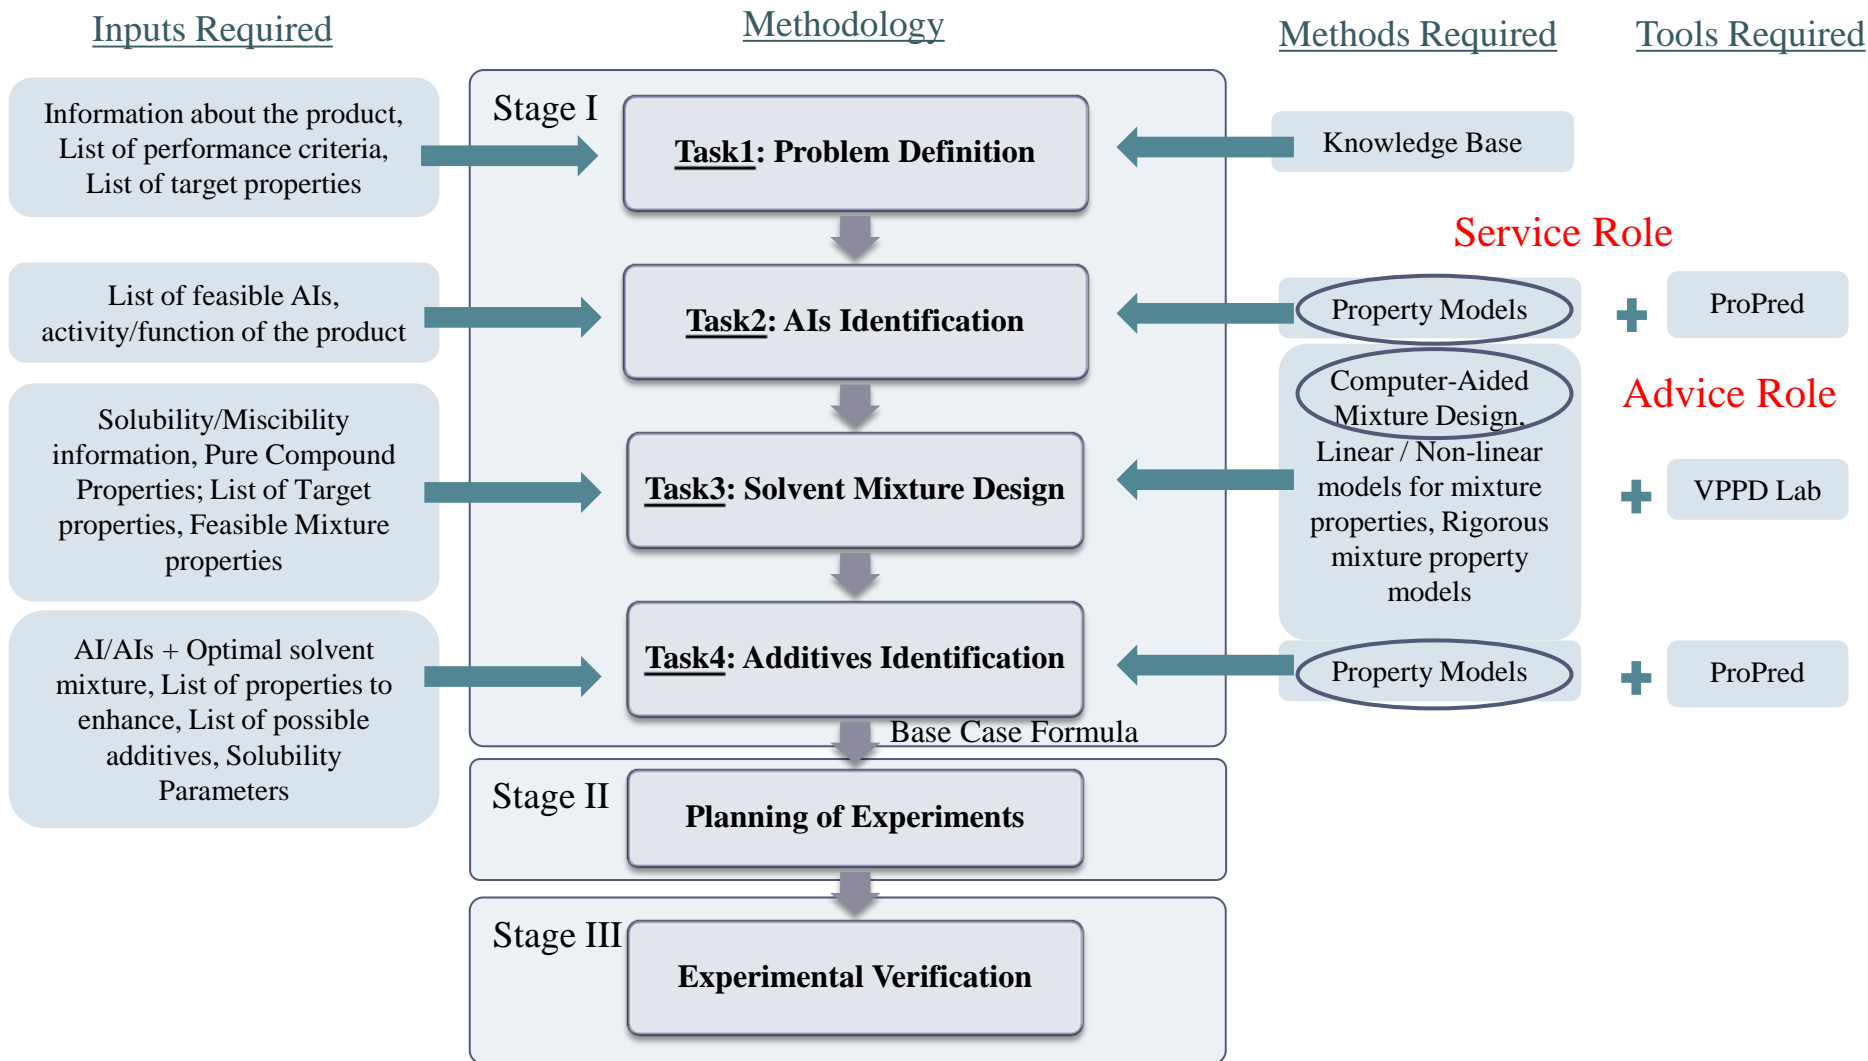 Inputs Required
Methodology
Methods Required
Tools Required
Information about the product,
List of performance criteria,
List of target properties
Stage I
Task1: Problem Definition
Knowledge Base
Service Role
List of feasible AIs,
activity/function of the product
Task2: AIs Identification
Property Models
ProPred
Advice Role
Solubility/Miscibility
information, Pure Compound
Properties; List of Target
properties, Feasible Mixture
properties
Task3: Solvent Mixture Design
Computer-Aided
Mixture Design,
Linear / Non-linear
models for mixture
properties, Rigorous
mixture property
models
VPPD Lab
AI/AIs + Optimal solvent
mixture, List of properties to
enhance, List of possible
additives, Solubility
Parameters
Task4: Additives Identification
Property Models
ProPred
Base Case Formula
Stage II
Planning of Experiments
Stage III
Experimental Verification